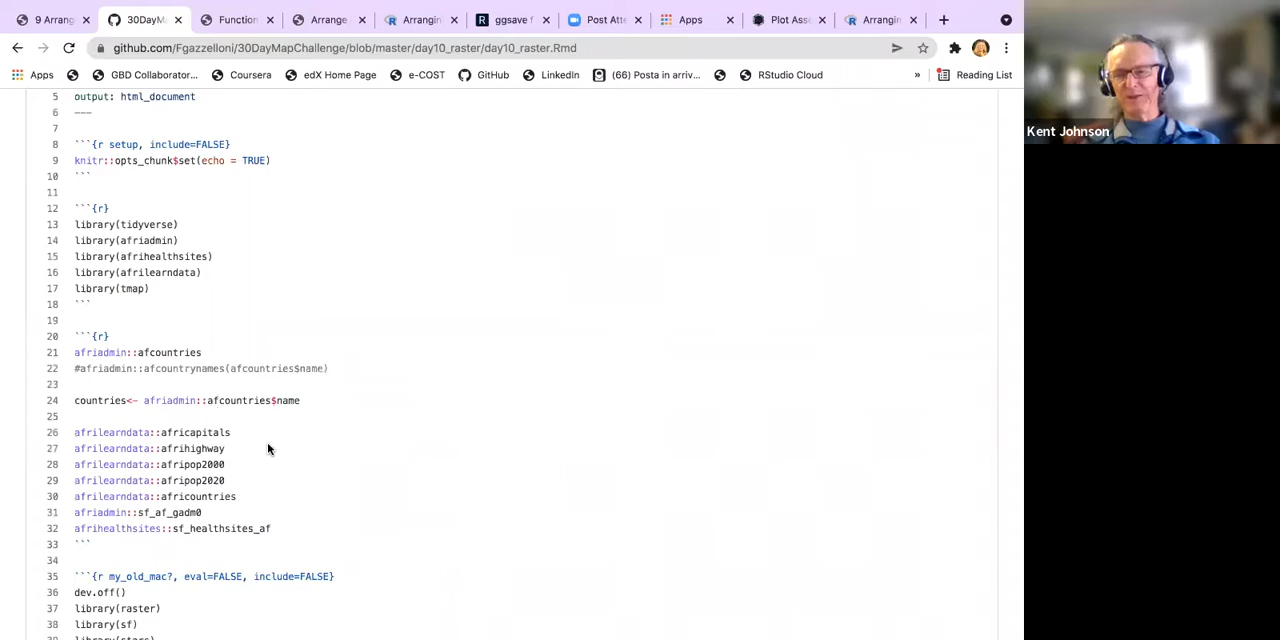 9 Arrang
30DayMa
Function
Arrange
Arrangin
ggsave f
Post Atte
Apps
Plot Ass
Arrangin
github.com/Fgazzelloni/30DayMapChallenge/blob/master/day10_raster/day10_raster.Rmd
Apps
GBD Collaborator...
Coursera
edX Home Page
e-COST
GitHub
LinkedIn
(66) Posta in arriv...
RStudio Cloud
»
Reading List
Kent Johnson
5 output: html_document
6 ---
7
8 ```{r setup, include=FALSE}
9 knitr::opts_chunk$set(echo = TRUE)
10 ```
11
12 ```{r}
13 library(tidyverse)
14 library(afriadmin)
15 library(afrihealthsites)
16 library(afrilearndata)
17 library(tmap)
18 ```
19
20 ```{r}
21 afriadmin::afcountries
22 #afriadmin::afcountrynames(afcountries$name)
23
24 countries<- afriadmin::afcountries$name
25
26 afrilearndata::africapitals
27 afrilearndata::afrihighway
28 afrilearndata::afripop2000
29 afrilearndata::afripop2020
30 afrilearndata::africountries
31 afriadmin::sf_af_gadm0
32 afrihealthsites::sf_healthsites_af
33 ```
34
35 ```{r my_old_mac?, eval=FALSE, include=FALSE}
36 dev.off()
37 library(raster)
38 library(sf)
39 library(stars)